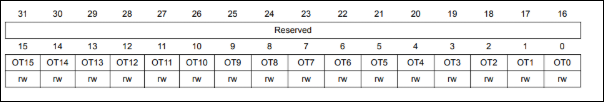 31 30 29 28 27 26 25 24 23 22 21 20 19 18 17 16
Reserved
15 14 13 12 11 10 9 8 7 6 5 4 3 2 1 0
OT15 OT14 OT13 OT12 OT11 OT10 OT9 OT8 OT7 OT6 OT5 OT4 OT3 OT2 OT1 OT0
rw rw rw rw rw rw rw rw rw rw rw rw rw rw rw rw